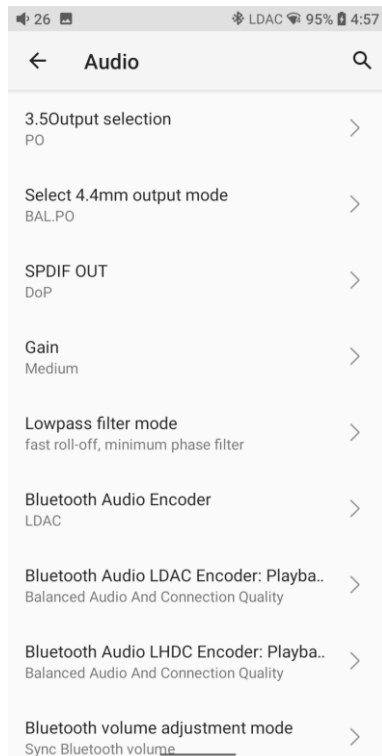 26 LDAC 95% 4:57
Audio
3.5Output selection
PO
Select 4.4mm output mode
BAL.PO
SPDIF OUT
DoP
Gain
Medium
Lowpass filter mode
fast roll-off, minimum phase filter
Bluetooth Audio Encoder
LDAC
Bluetooth Audio LDAC Encoder: Playba..
Balanced Audio And Connection Quality
Bluetooth Audio LHDC Encoder: Playba..
Balanced Audio And Connection Quality
Bluetooth volume adjustment mode
Sync Bluetooth volume